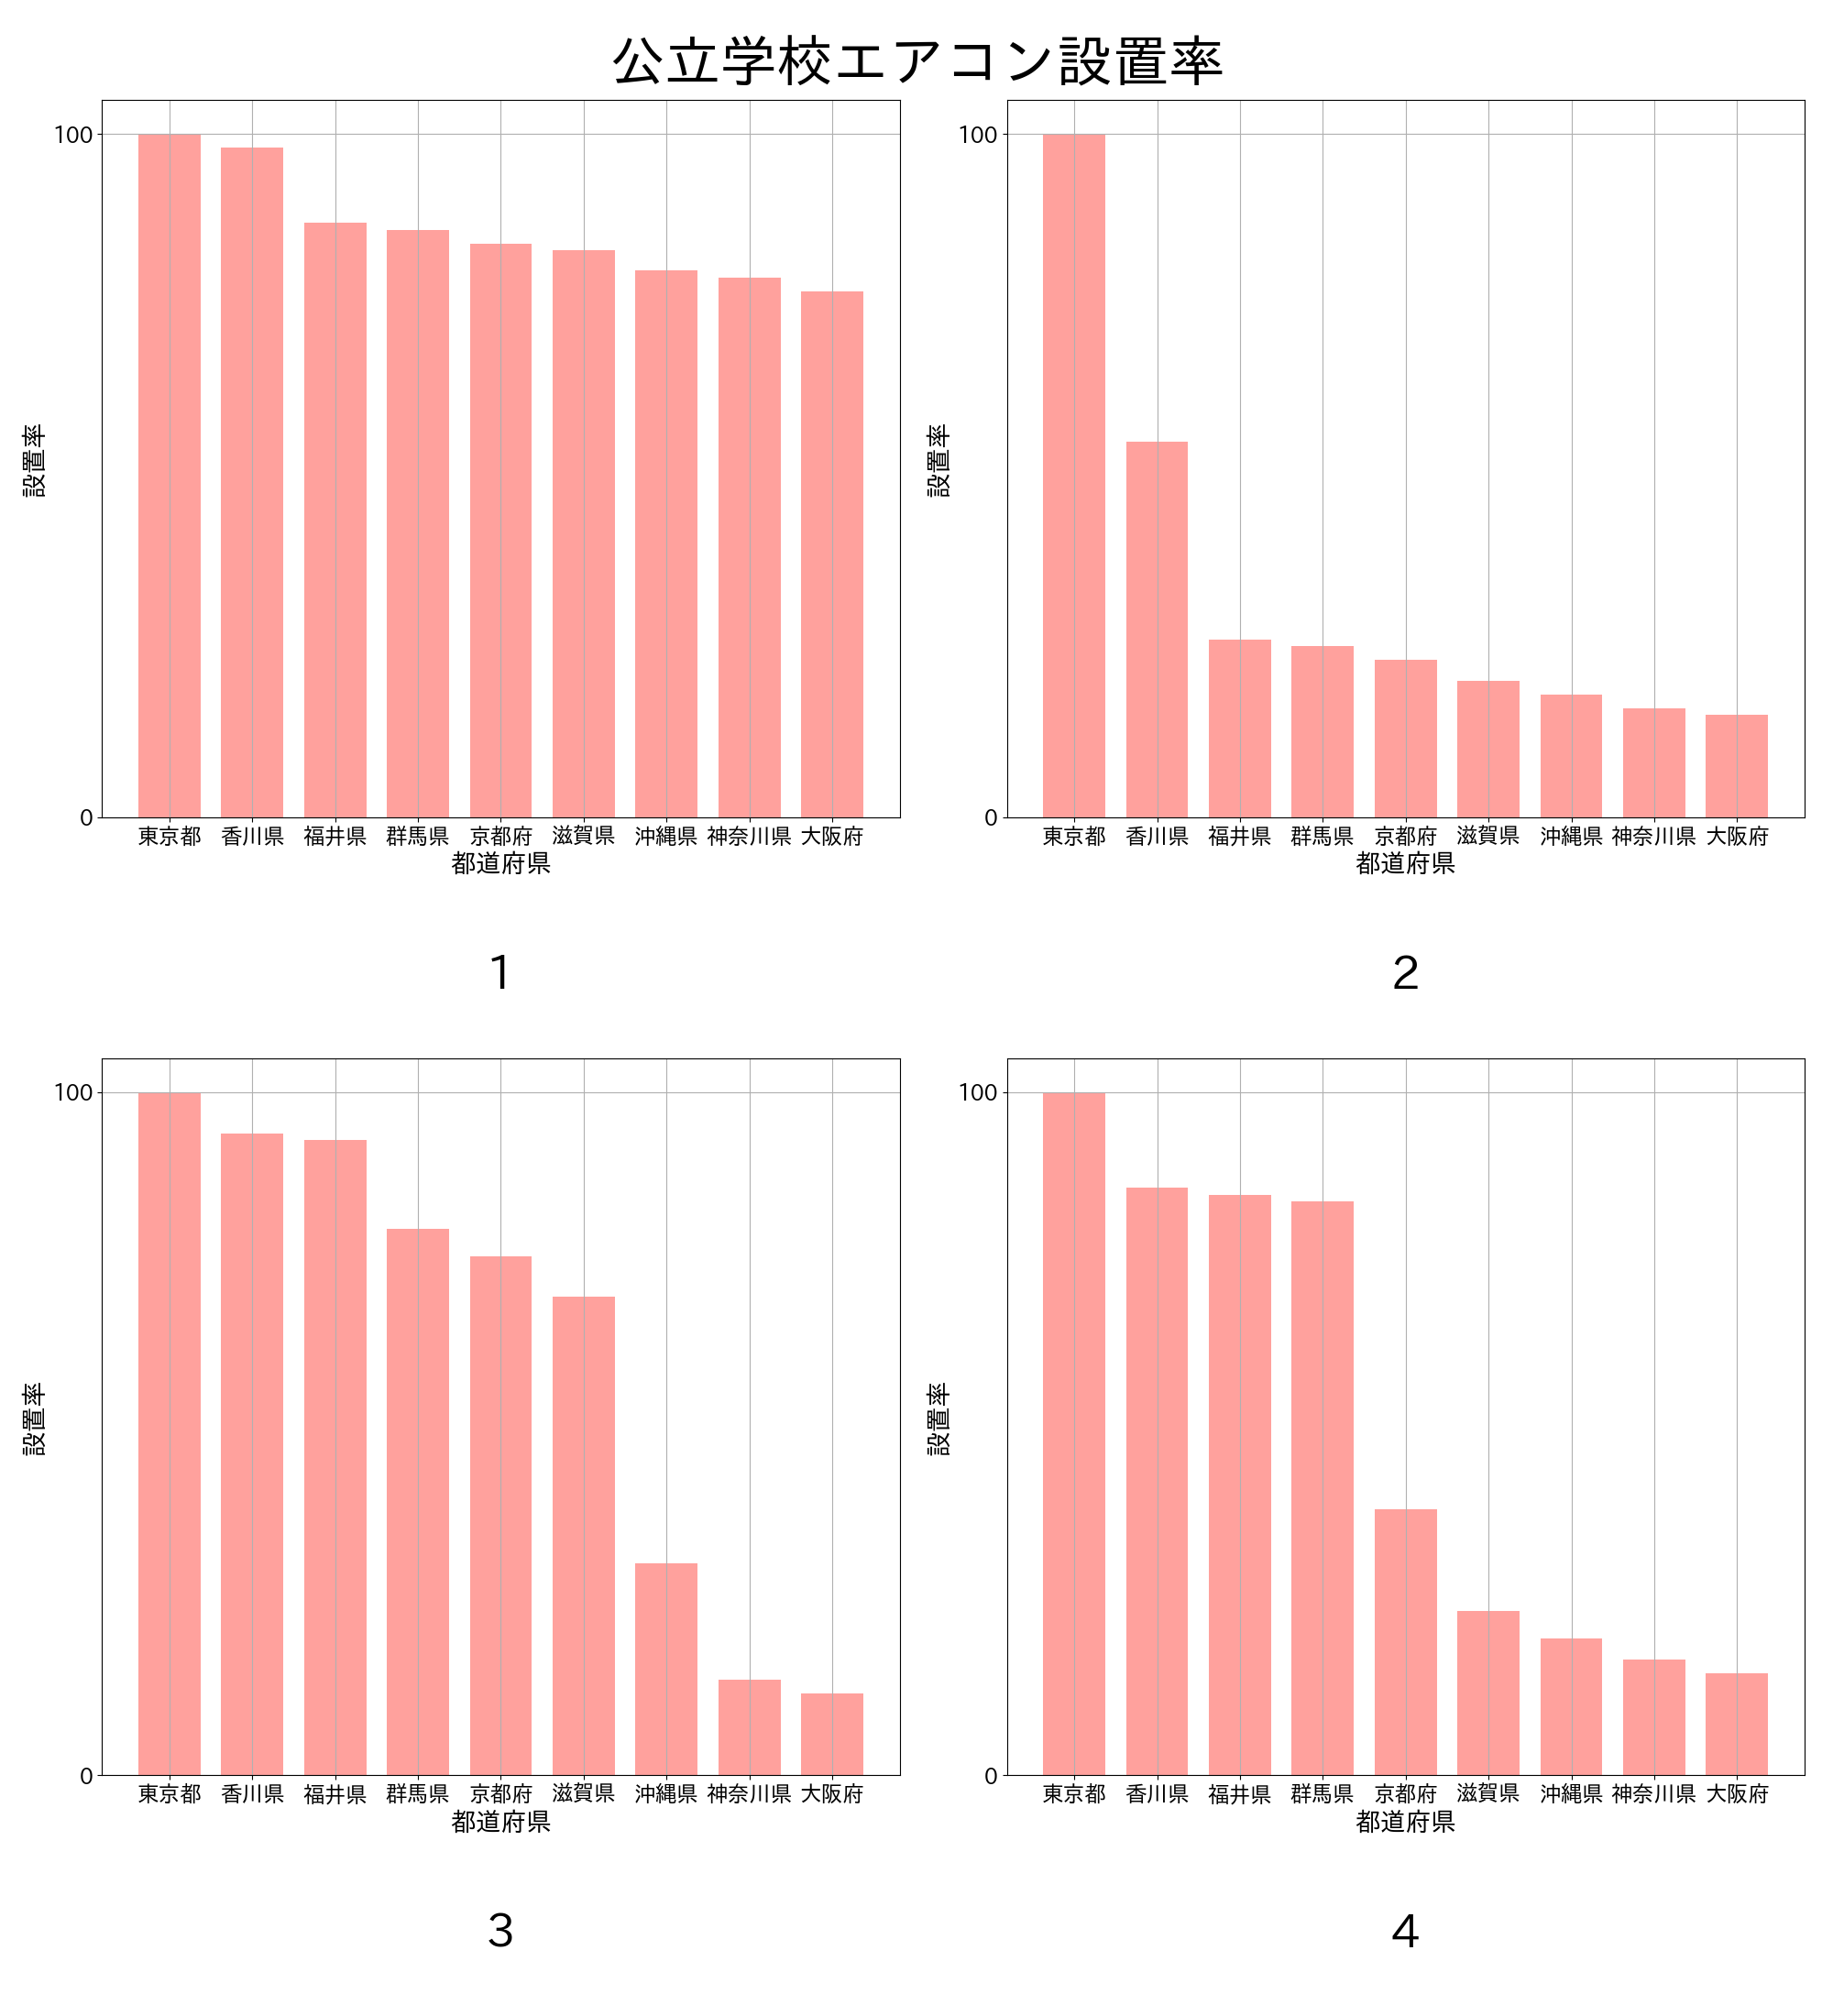 公立学校エアコン設置率
100
0
設置率
東京都 香川県 福井県 群馬県 京都府 滋賀県 沖縄県 神奈川県 大阪府
都道府県
1
100
0
設置率
東京都 香川県 福井県 群馬県 京都府 滋賀県 沖縄県 神奈川県 大阪府
都道府県
2
100
0
設置率
東京都 香川県 福井県 群馬県 京都府 滋賀県 沖縄県 神奈川県 大阪府
都道府県
3
100
0
設置率
東京都 香川県 福井県 群馬県 京都府 滋賀県 沖縄県 神奈川県 大阪府
都道府県
4